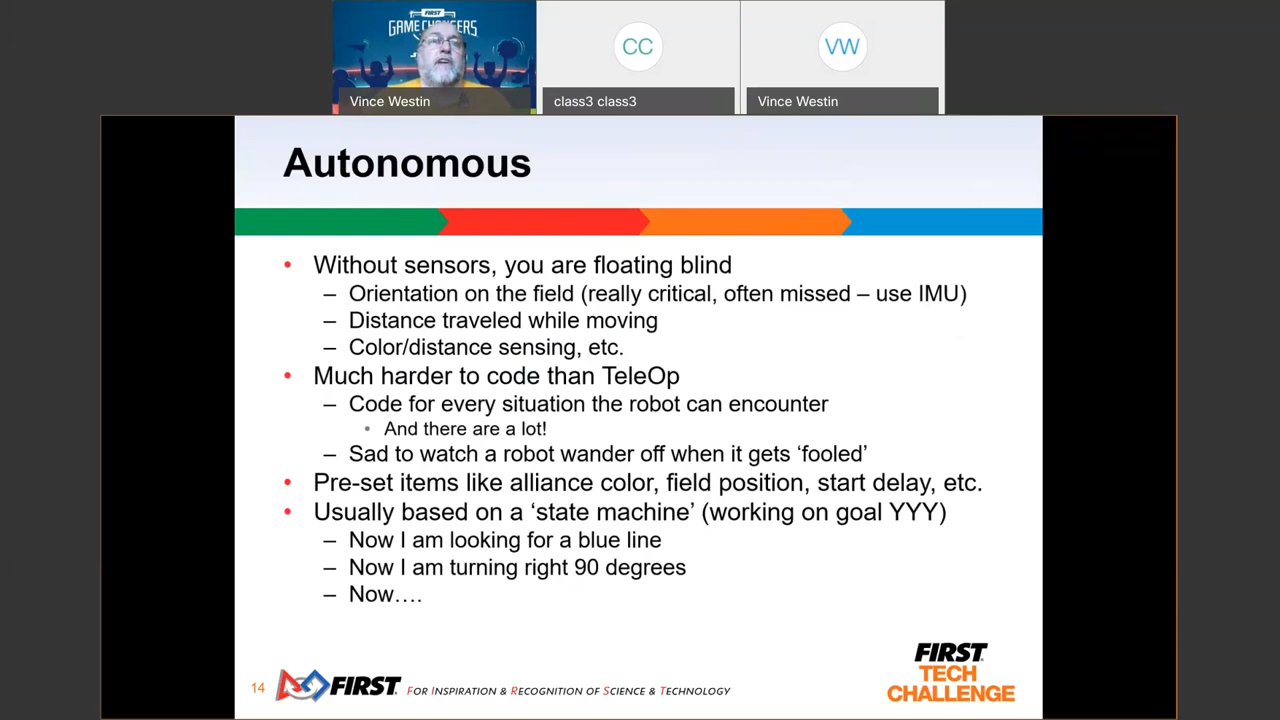 FIRST
GAME CHANGERS
CC
VW
Vince Westin
class3 class3
Vince Westin
Autonomous
• Without sensors, you are floating blind
– Orientation on the field (really critical, often missed – use IMU)
– Distance traveled while moving
– Color/distance sensing, etc.
• Much harder to code than TeleOp
– Code for every situation the robot can encounter
• And there are a lot!
– Sad to watch a robot wander off when it gets ‘fooled’
• Pre-set items like alliance color, field position, start delay, etc.
• Usually based on a ‘state machine’ (working on goal YYY)
– Now I am looking for a blue line
– Now I am turning right 90 degrees
– Now….
14
FIRST
FOR INSPIRATION & RECOGNITION OF SCIENCE & TECHNOLOGY
FIRST
TECH
CHALLENGE